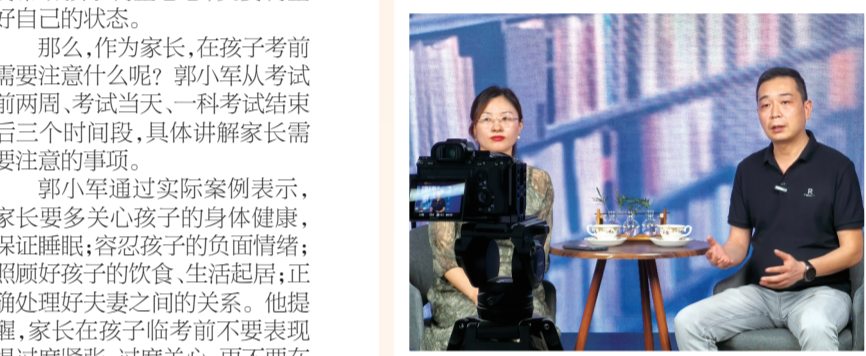 好自己的状态。
那么,作为家长,在孩子考前
需要注意什么呢?郭小军从考试
前两周、考试当天、一科考试结束
后三个时间段,具体讲解家长需
要注意的事项。
郭小军通过实际案例表示,
家长要多关心孩子的身体健康,
保证睡眠;容忍孩子的负面情绪;
照顾好孩子的饮食、生活起居;正
确处理好夫妻之间的关系。他提
醒,家长在孩子临考前不要表现